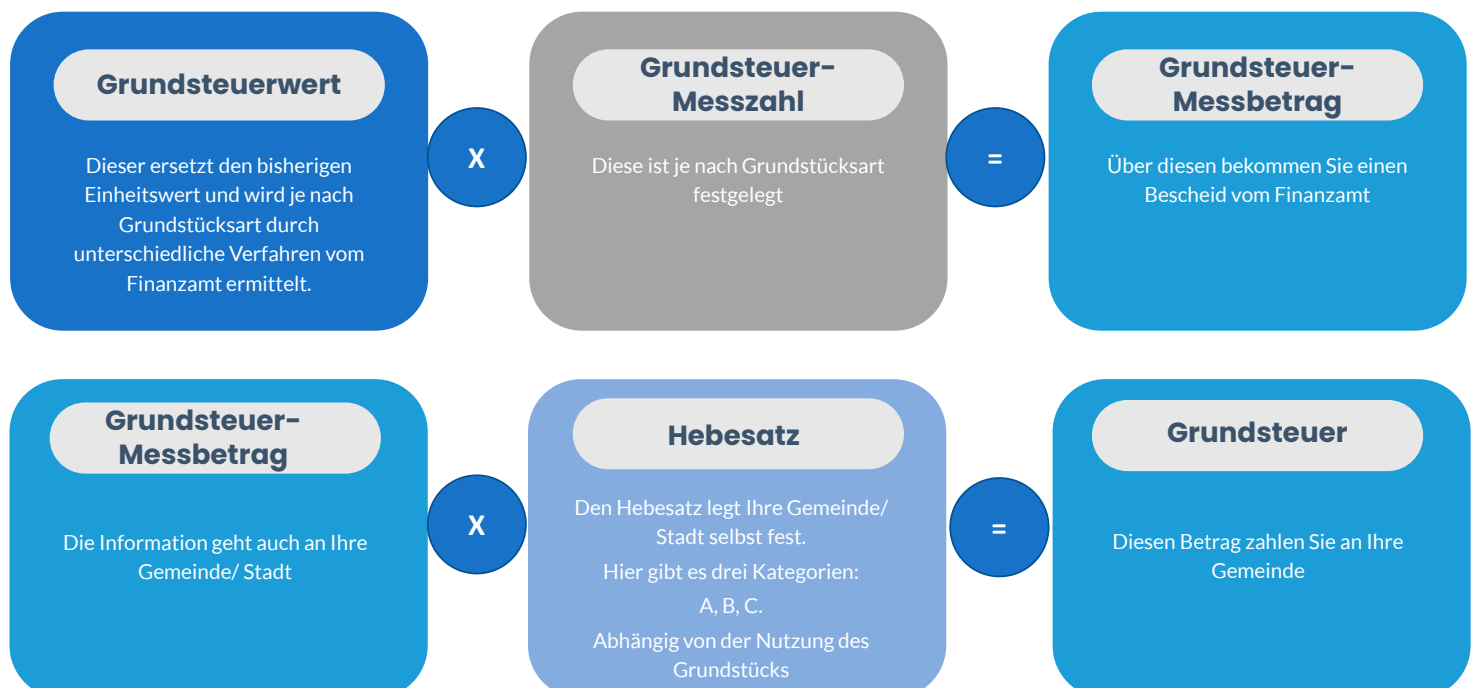 Grundsteuerwert
Dieser ersetzt den bisherigen
Einheitswert und wird je nach
Grundstücksart durch
unterschiedliche Verfahren vom
Finanzamt ermittelt.
X
Grundsteuer-
Messzahl
Diese ist je nach Grundstücksart
festgelegt
=
Grundsteuer-
Messbetrag
Über diesen bekommen Sie einen
Bescheid vom Finanzamt
Grundsteuer-
Messbetrag
Die Information geht auch an Ihre
Gemeinde/ Stadt
X
Hebesatz
Den Hebesatz legt Ihre Gemeinde/
Stadt selbst fest.
Hier gibt es drei Kategorien:
A, B, C.
Abhängig von der Nutzung des
Grundstücks
=
Grundsteuer
Diesen Betrag zahlen Sie an Ihre
Gemeinde